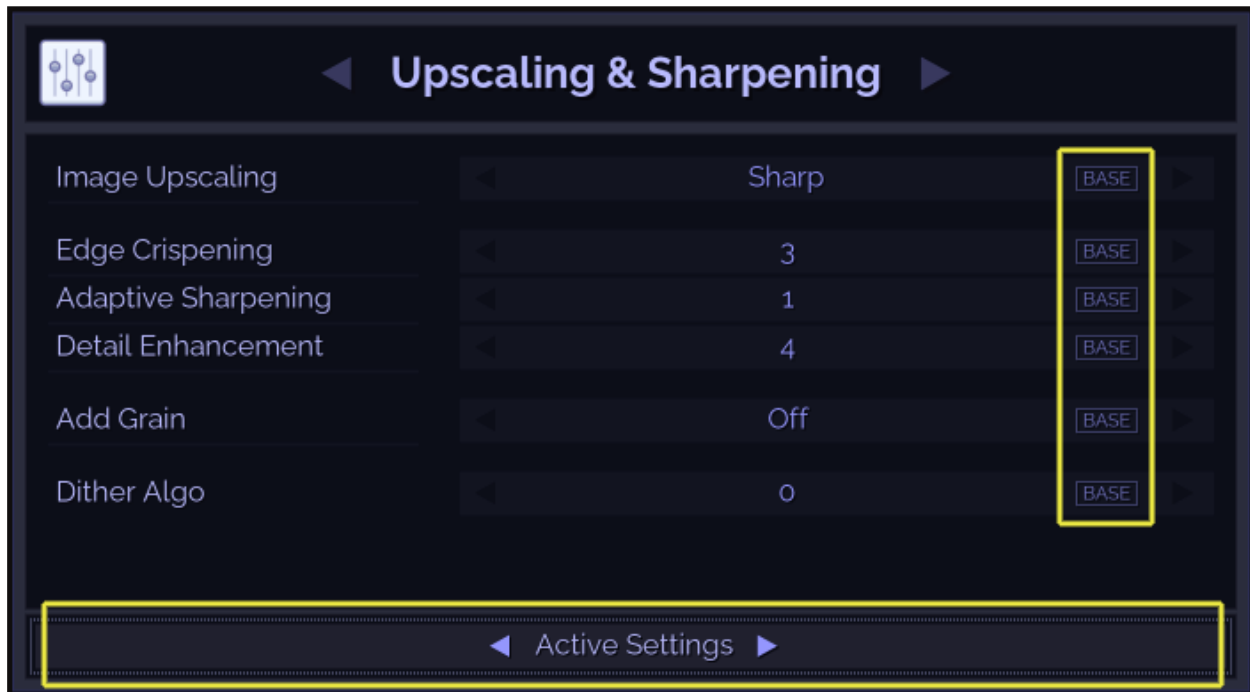 Upscaling & Sharpening
Image Upscaling Sharp BASE
Edge Crispening 3 BASE
Adaptive Sharpening 1 BASE
Detail Enhancement 4 BASE
Add Grain Off BASE
Dither Algo 0 BASE
Active Settings